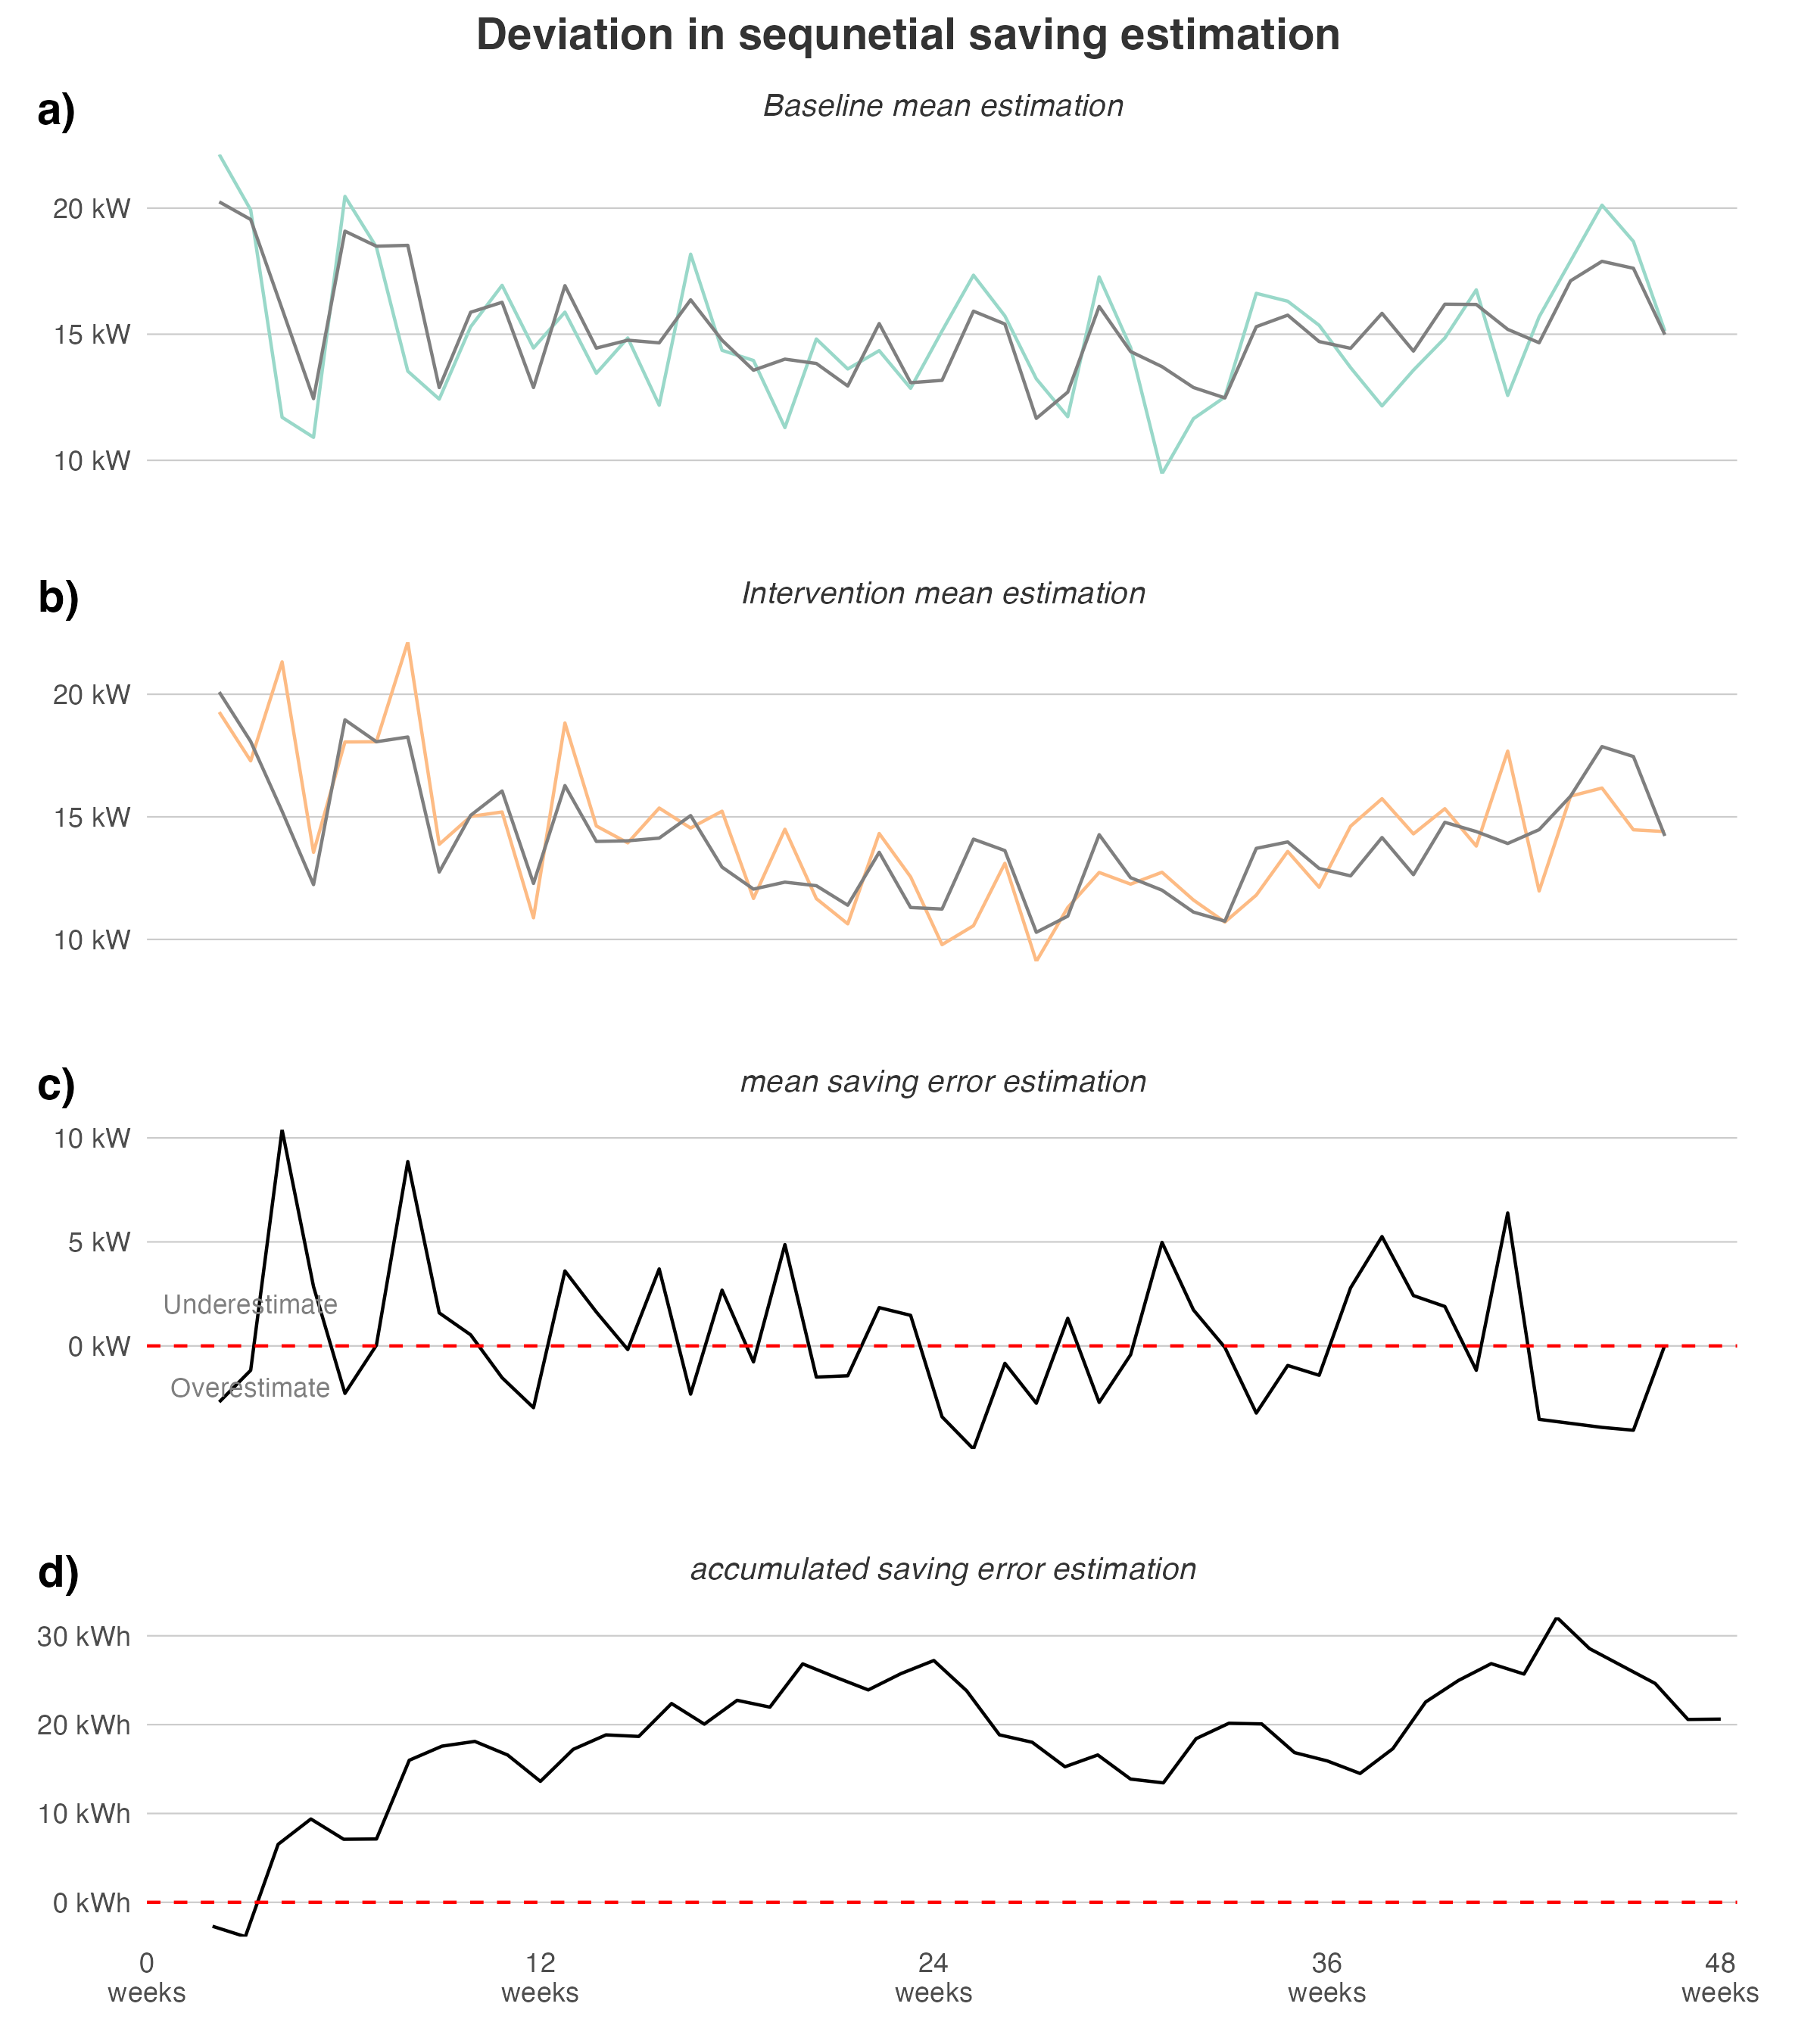 Deviation in sequnetial saving estimation
a)
Baseline mean estimation
20 kW
15 kW
10 kW
b)
Intervention mean estimation
20 kW
15 kW
10 kW
c)
mean saving error estimation
10 kW
5 kW
Underestimate
0 kW
Overestimate
d)
accumulated saving error estimation
30 kWh
20 kWh
10 kWh
0 kWh
0 12 24 36 48
weeks weeks weeks weeks weeks